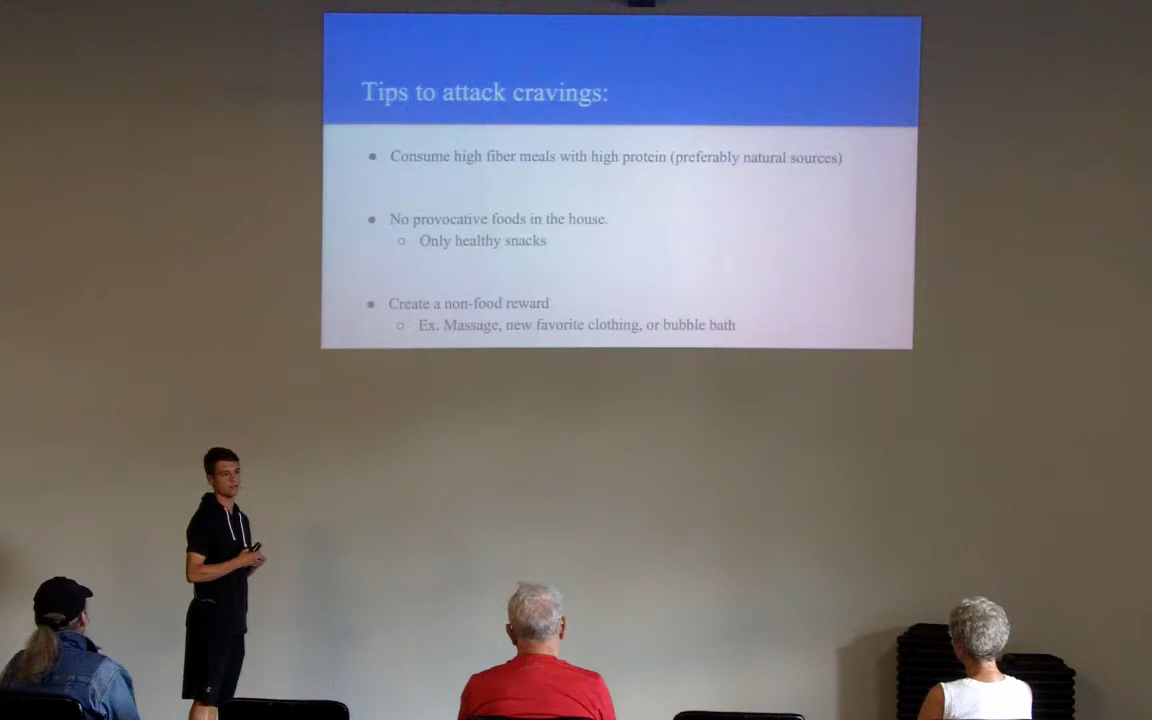 Tips to attack cravings:
● Consume high fiber meals with high protein (preferably natural sources)
● No provocative foods in the house.
○ Only healthy snacks
● Create a non-food reward
○ Ex. Massage, new favorite clothing, or bubble bath